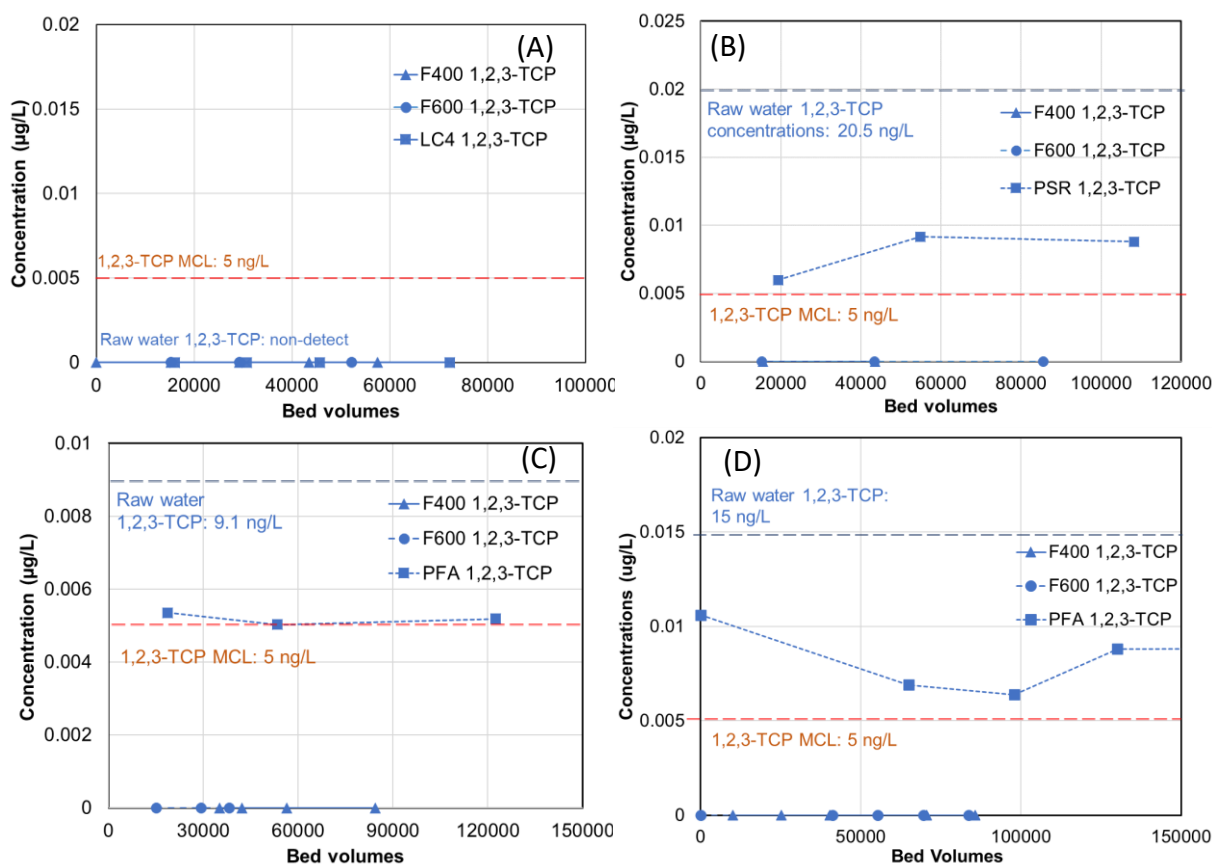 (A)
0.02
0.015
0.01
0.005
0
Concentration (µg/L)
F400 1,2,3-TCP
F600 1,2,3-TCP
LC4 1,2,3-TCP
1,2,3-TCP MCL: 5 ng/L
Raw water 1,2,3-TCP: non-detect
0 20000 40000 60000 80000 100000
Bed volumes
(B)
0.025
0.02
0.015
0.01
0.005
0
Concentration (µg/L)
Raw water 1,2,3-TCP
concentrations: 20.5 ng/L
F400 1,2,3-TCP
F600 1,2,3-TCP
PSR 1,2,3-TCP
1,2,3-TCP MCL: 5 ng/L
0 20000 40000 60000 80000 100000 120000
Bed volumes
(C)
0.01
0.008
0.006
0.004
0.002
0
Concentration (µg/L)
Raw water
1,2,3-TCP: 9.1 ng/L
F400 1,2,3-TCP
F600 1,2,3-TCP
PFA 1,2,3-TCP
1,2,3-TCP MCL: 5 ng/L
0 30000 60000 90000 120000 150000
Bed volumes
(D)
0.02
0.015
0.01
0.005
0
Concentrations (ug/L)
Raw water 1,2,3-TCP:
15 ng/L
F400 1,2,3-TCP
F600 1,2,3-TCP
PFA 1,2,3-TCP
1,2,3-TCP MCL: 5 ng/L
0 50000 100000 150000
Bed volumes